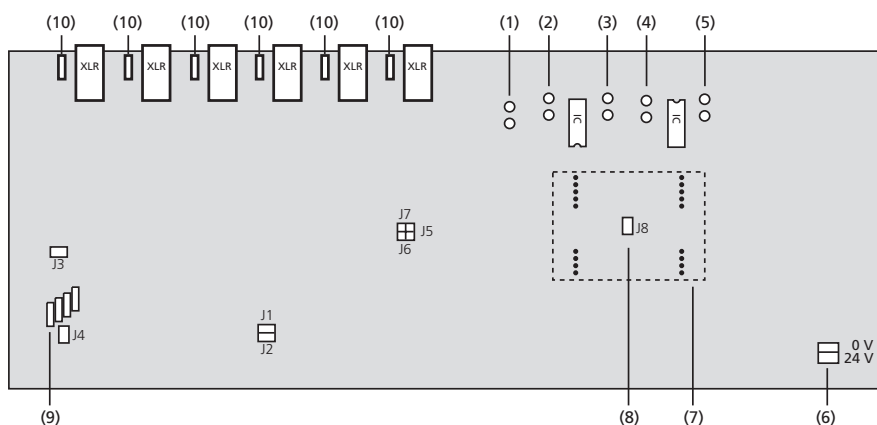 (10) (10) (10) (10) (10) (10) (1) (2) (3) (4) (5)
XLR XLR XLR XLR XLR XLR
IC IC
J7
J5
J6
J8
J3
J1
J4
J2
0 V
24 V
(9) (8) (7) (6)